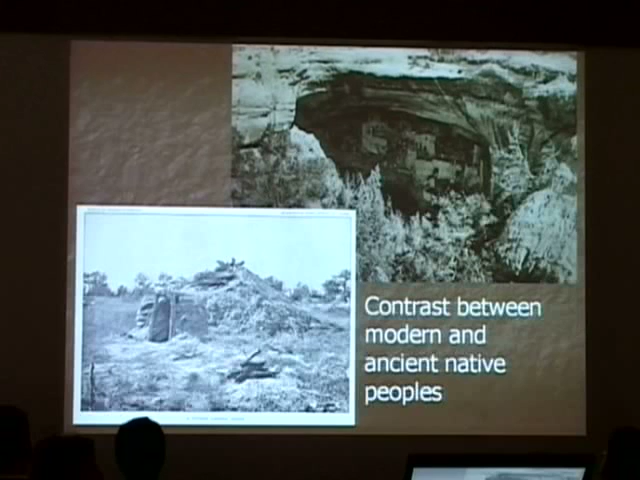 Contrast between
modern and
ancient native
peoples